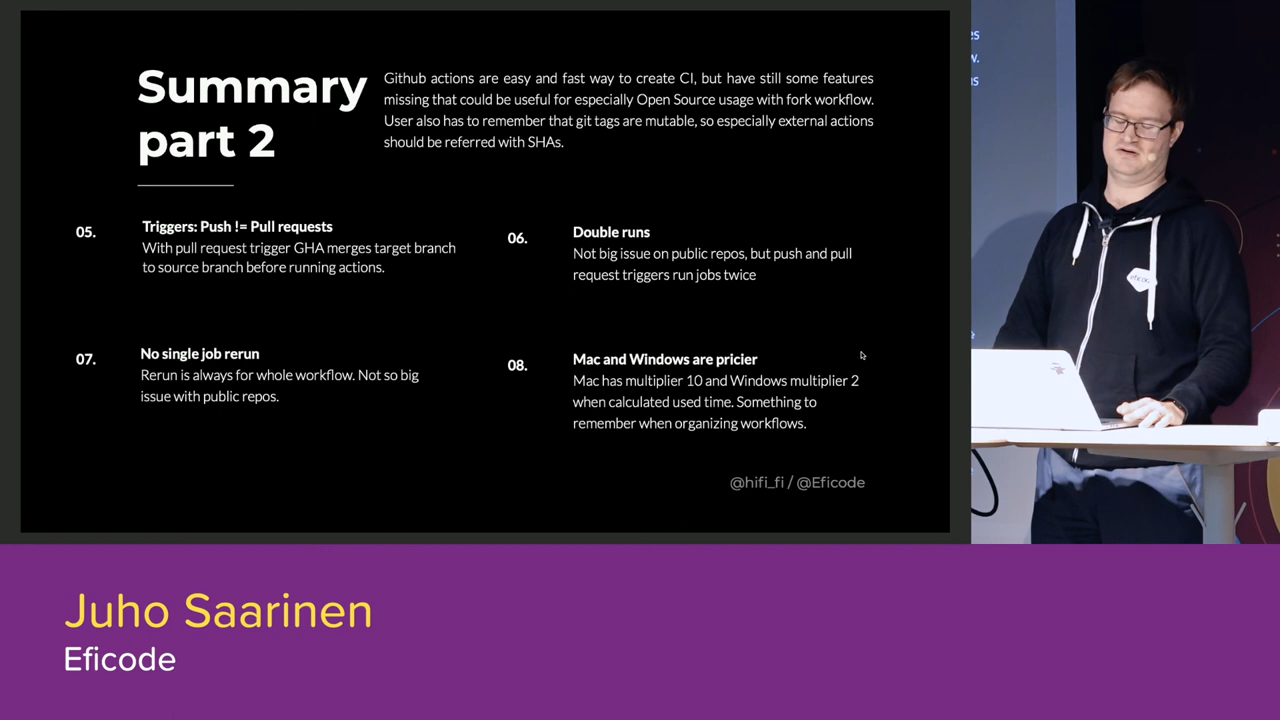 Summary
part 2
Github actions are easy and fast way to create CI, but have still some features
missing that could be useful for especially Open Source usage with fork workflow.
User also has to remember that git tags are mutable, so especially external actions
should be referred with SHAs.
05.
Triggers: Push != Pull requests
With pull request trigger GHA merges target branch
to source branch before running actions.
06.
Double runs
Not big issue on public repos, but push and pull
request triggers run jobs twice
07.
No single job rerun
Rerun is always for whole workflow. Not so big
issue with public repos.
08.
Mac and Windows are pricier
Mac has multiplier 10 and Windows multiplier 2
when calculated used time. Something to
remember when organizing workflows.
@hifi_fi / @Eficode
Juho Saarinen
Eficode